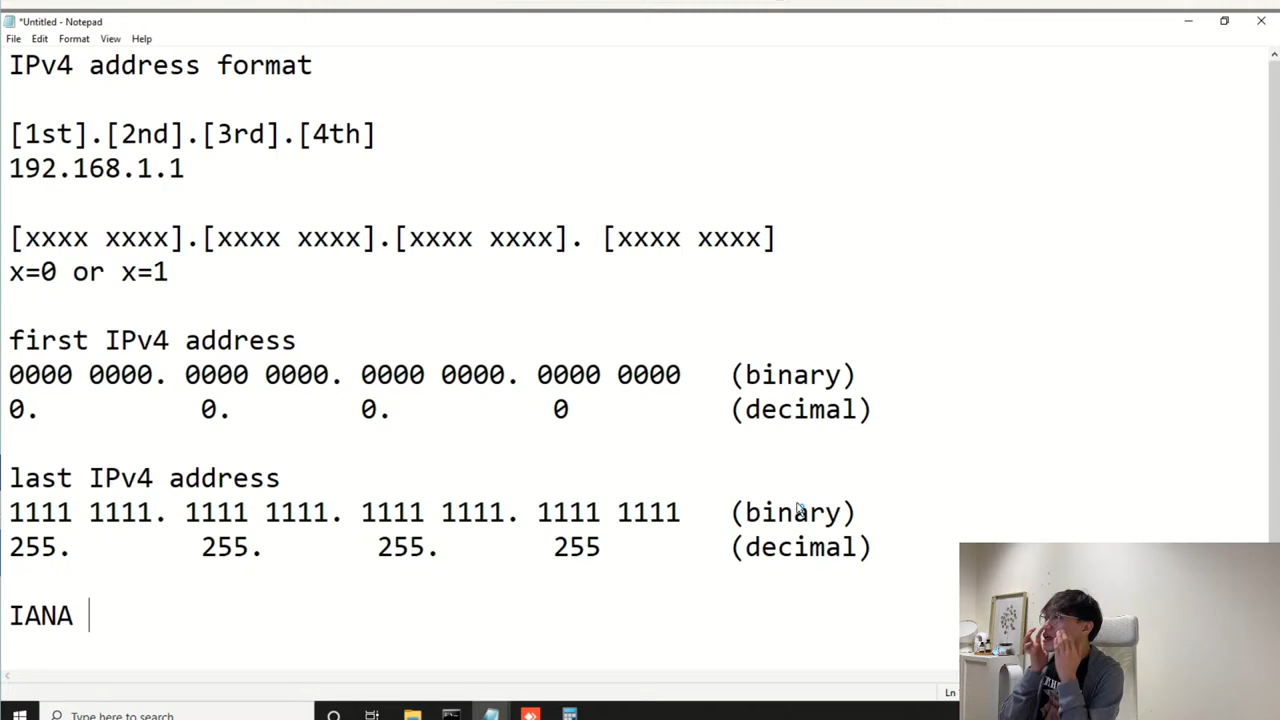 *Untitled - Notepad
File Edit Format View Help
IPv4 address format
[1st].[2nd].[3rd].[4th]
192.168.1.1
[xxxx xxxx].[xxxx xxxx].[xxxx xxxx]. [xxxx xxxx]
x=0 or x=1
first IPv4 address
0000 0000. 0000 0000. 0000 0000. 0000 0000 (binary)
0. 0. 0. 0 (decimal)
last IPv4 address
1111 1111. 1111 1111. 1111 1111. 1111 1111 (binary)
255. 255. 255. 255 (decimal)
IANA
Ln
Type here to search